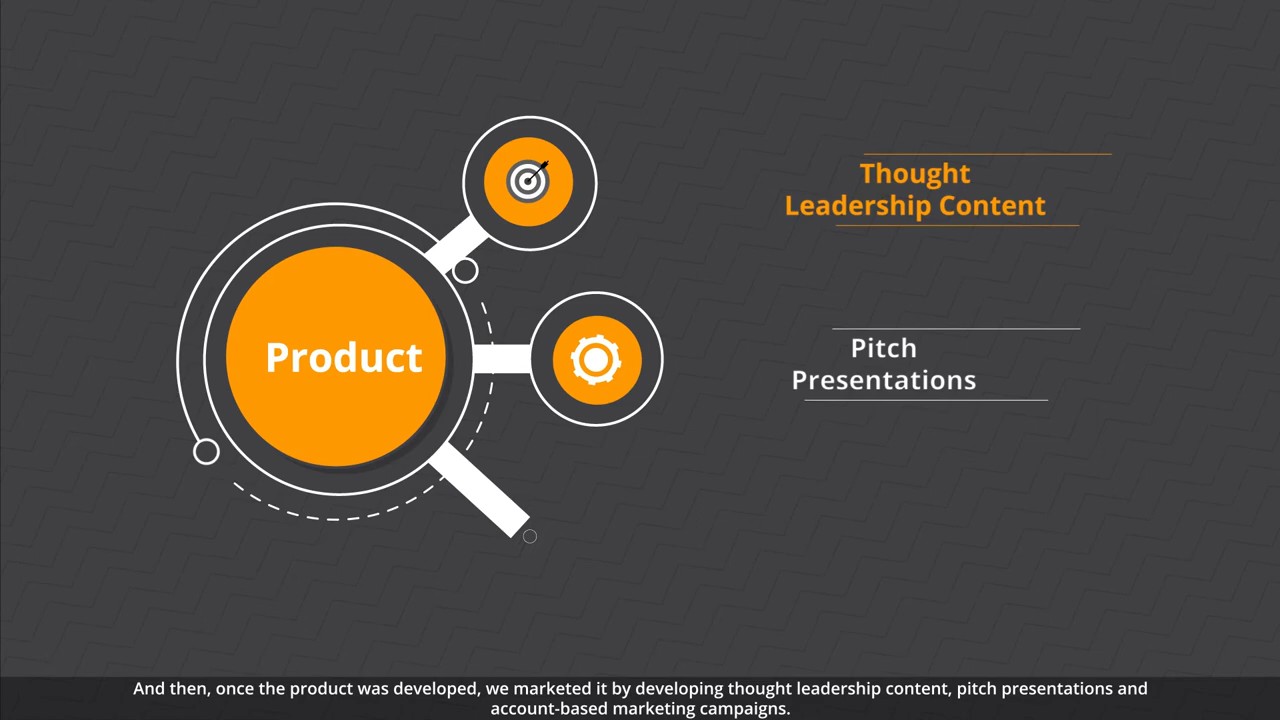 Product
Thought
Leadership Content
Pitch
Presentations
And then, once the product was developed, we marketed it by developing thought leadership content, pitch presentations and
account-based marketing campaigns.